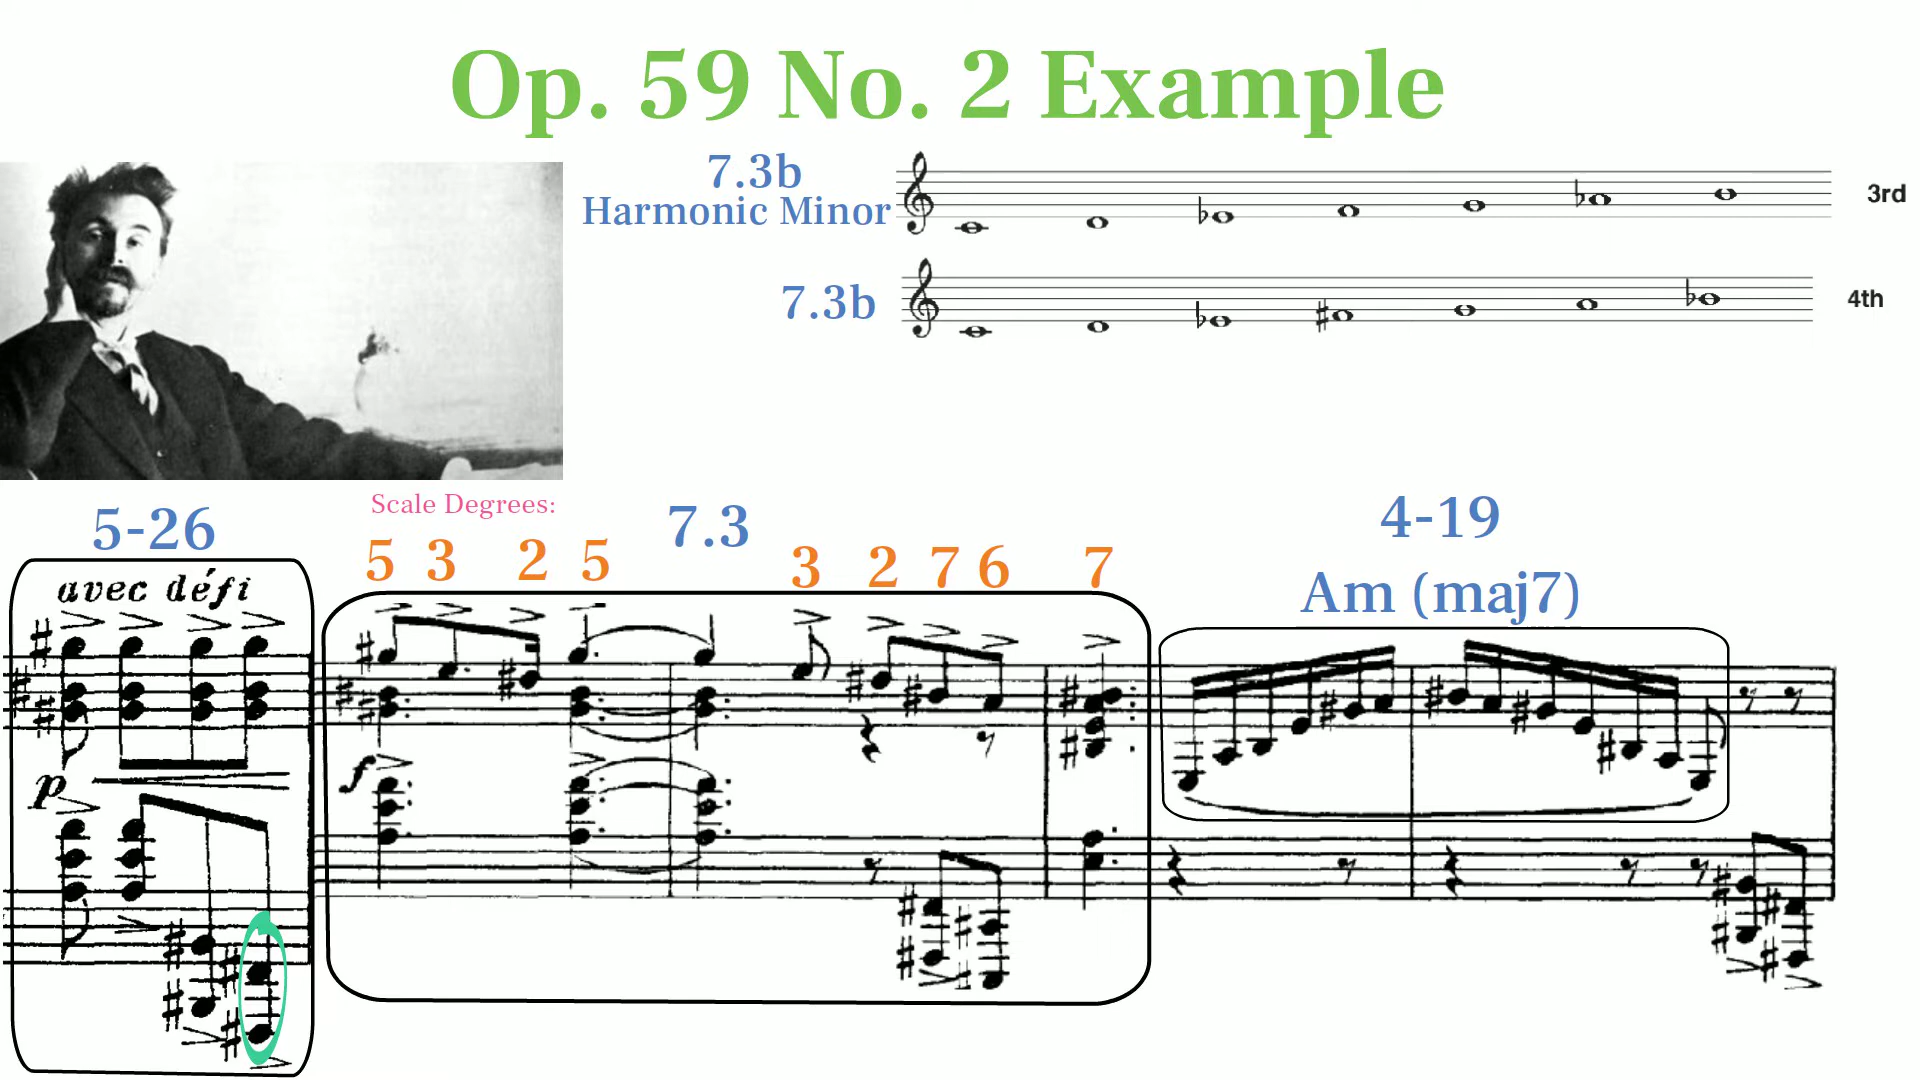 Op. 59 No. 2 Example
7.3b
Harmonic Minor
3rd
7.3b
4th
5-26
Scale Degrees:
7.3
4-19
5 3 2 5 3 2 7 6 7
Am (maj7)
avec défi
p
f